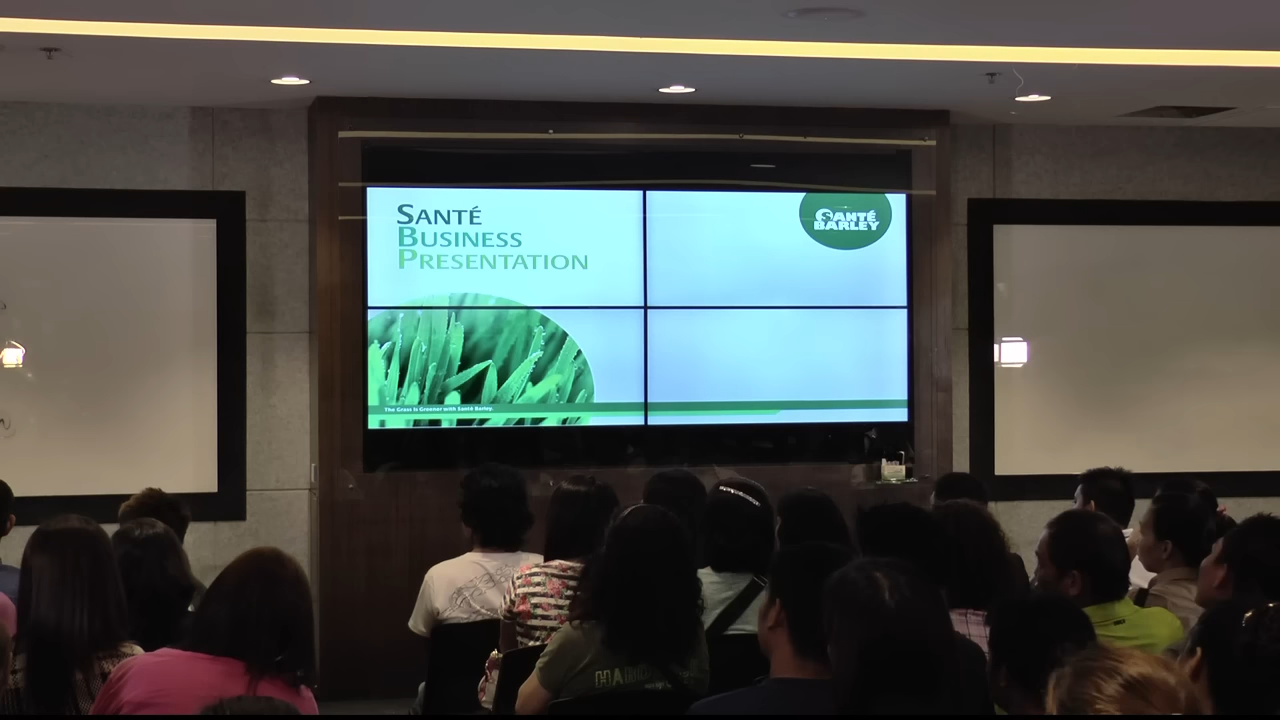 SANTÉ
BUSINESS
PRESENTATION
SANTÉ
BARLEY
The Grass Is Greener with Santé Barley.